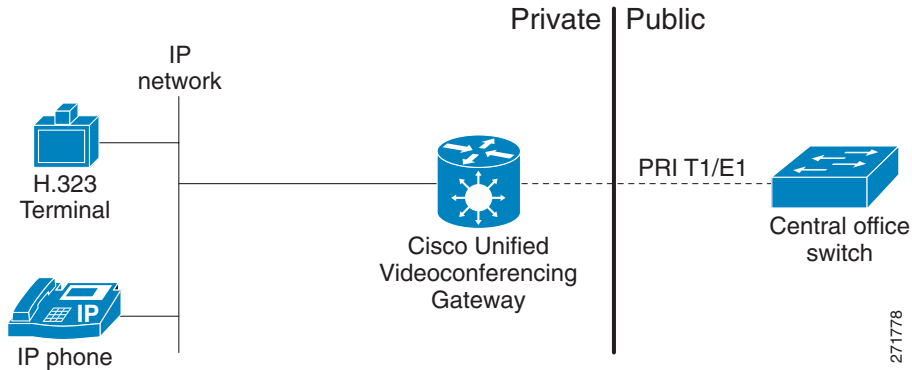 Private
Public
IP
network
H.323
Terminal
PRI T1/E1
Cisco Unified
Videoconferencing
Gateway
Central office
switch
IP
IP phone
271778